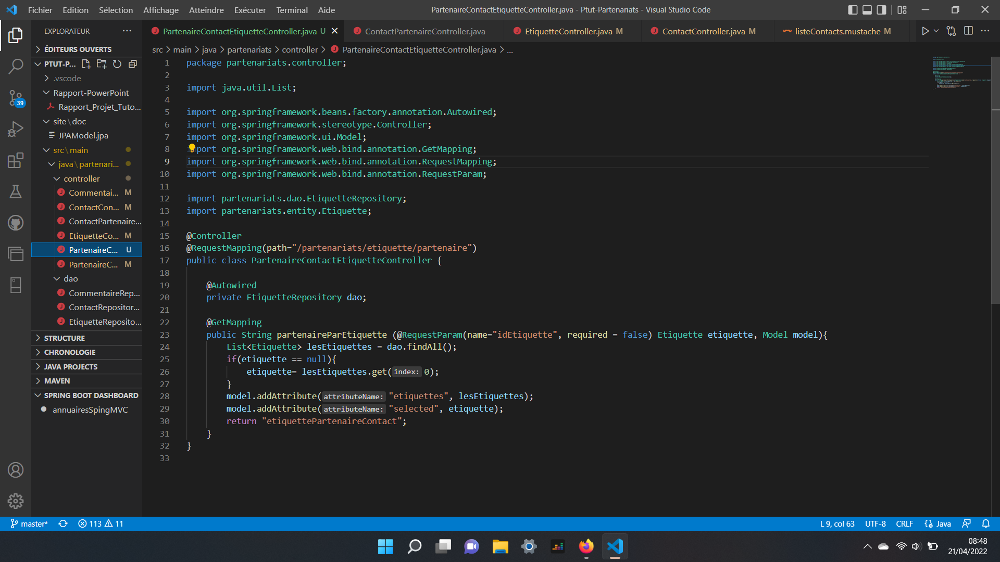 Fichier Edition Sélection Affichage Atteindre Exécuter Terminal Aide
PartenaireContactEtiquetteController.java - Ptut-Partenariats - Visual Studio Code
EXPLORATEUR
PartenaireContactEtiquetteController.java U
ContactPartenaireController.java
EtiquetteController.java M
ContactController.java M
listeContacts.mustache M
src > main > java > partenariats > controller > PartenaireContactEtiquetteController.java > ...
ÉDITEURS OUVERTS
PTUT-P...
.vscode
Rapport-PowerPoint
Rapport_Projet_Tuto...
site\doc
JPAModel.jpa
src\main
java\partenari...
controller
Commentai... M
ContactCon... M
ContactPartenaire...
EtiquetteCo... M
PartenaireC... U
PartenaireC... M
dao
CommentaireRep...
ContactRepositor...
EtiquetteReposito...
STRUCTURE
CHRONOLOGIE
JAVA PROJECTS
MAVEN
SPRING BOOT DASHBOARD
annuairesSpingMVC
39
1 package partenariats.controller;
2
3 import java.util.List;
4
5 import org.springframework.beans.factory.annotation.Autowired;
6 import org.springframework.stereotype.Controller;
7 import org.springframework.ui.Model;
8 import org.springframework.web.bind.annotation.GetMapping;
9 import org.springframework.web.bind.annotation.RequestMapping;
10 import org.springframework.web.bind.annotation.RequestParam;
11
12 import partenariats.dao.EtiquetteRepository;
13 import partenariats.entity.Etiquette;
14
15 @Controller
16 @RequestMapping(path="/partenariats/etiquette/partenaire")
17 public class PartenaireContactEtiquetteController {
18
19 @Autowired
20 private EtiquetteRepository dao;
21
22 @GetMapping
23 public String partenaireParEtiquette (@RequestParam(name="idEtiquette", required = false) Etiquette etiquette, Model model){
24 List<Etiquette> lesEtiquettes = dao.findAll();
25 if(etiquette == null){
26 etiquette= lesEtiquettes.get(index: 0);
27 }
28 model.addAttribute(attributeName: "etiquettes", lesEtiquettes);
29 model.addAttribute(attributeName: "selected", etiquette);
30 return "etiquettePartenaireContact";
31 }
32 }
33
master* 113 11
L 9, col 63 UTF-8 CRLF Java
08:48
21/04/2022